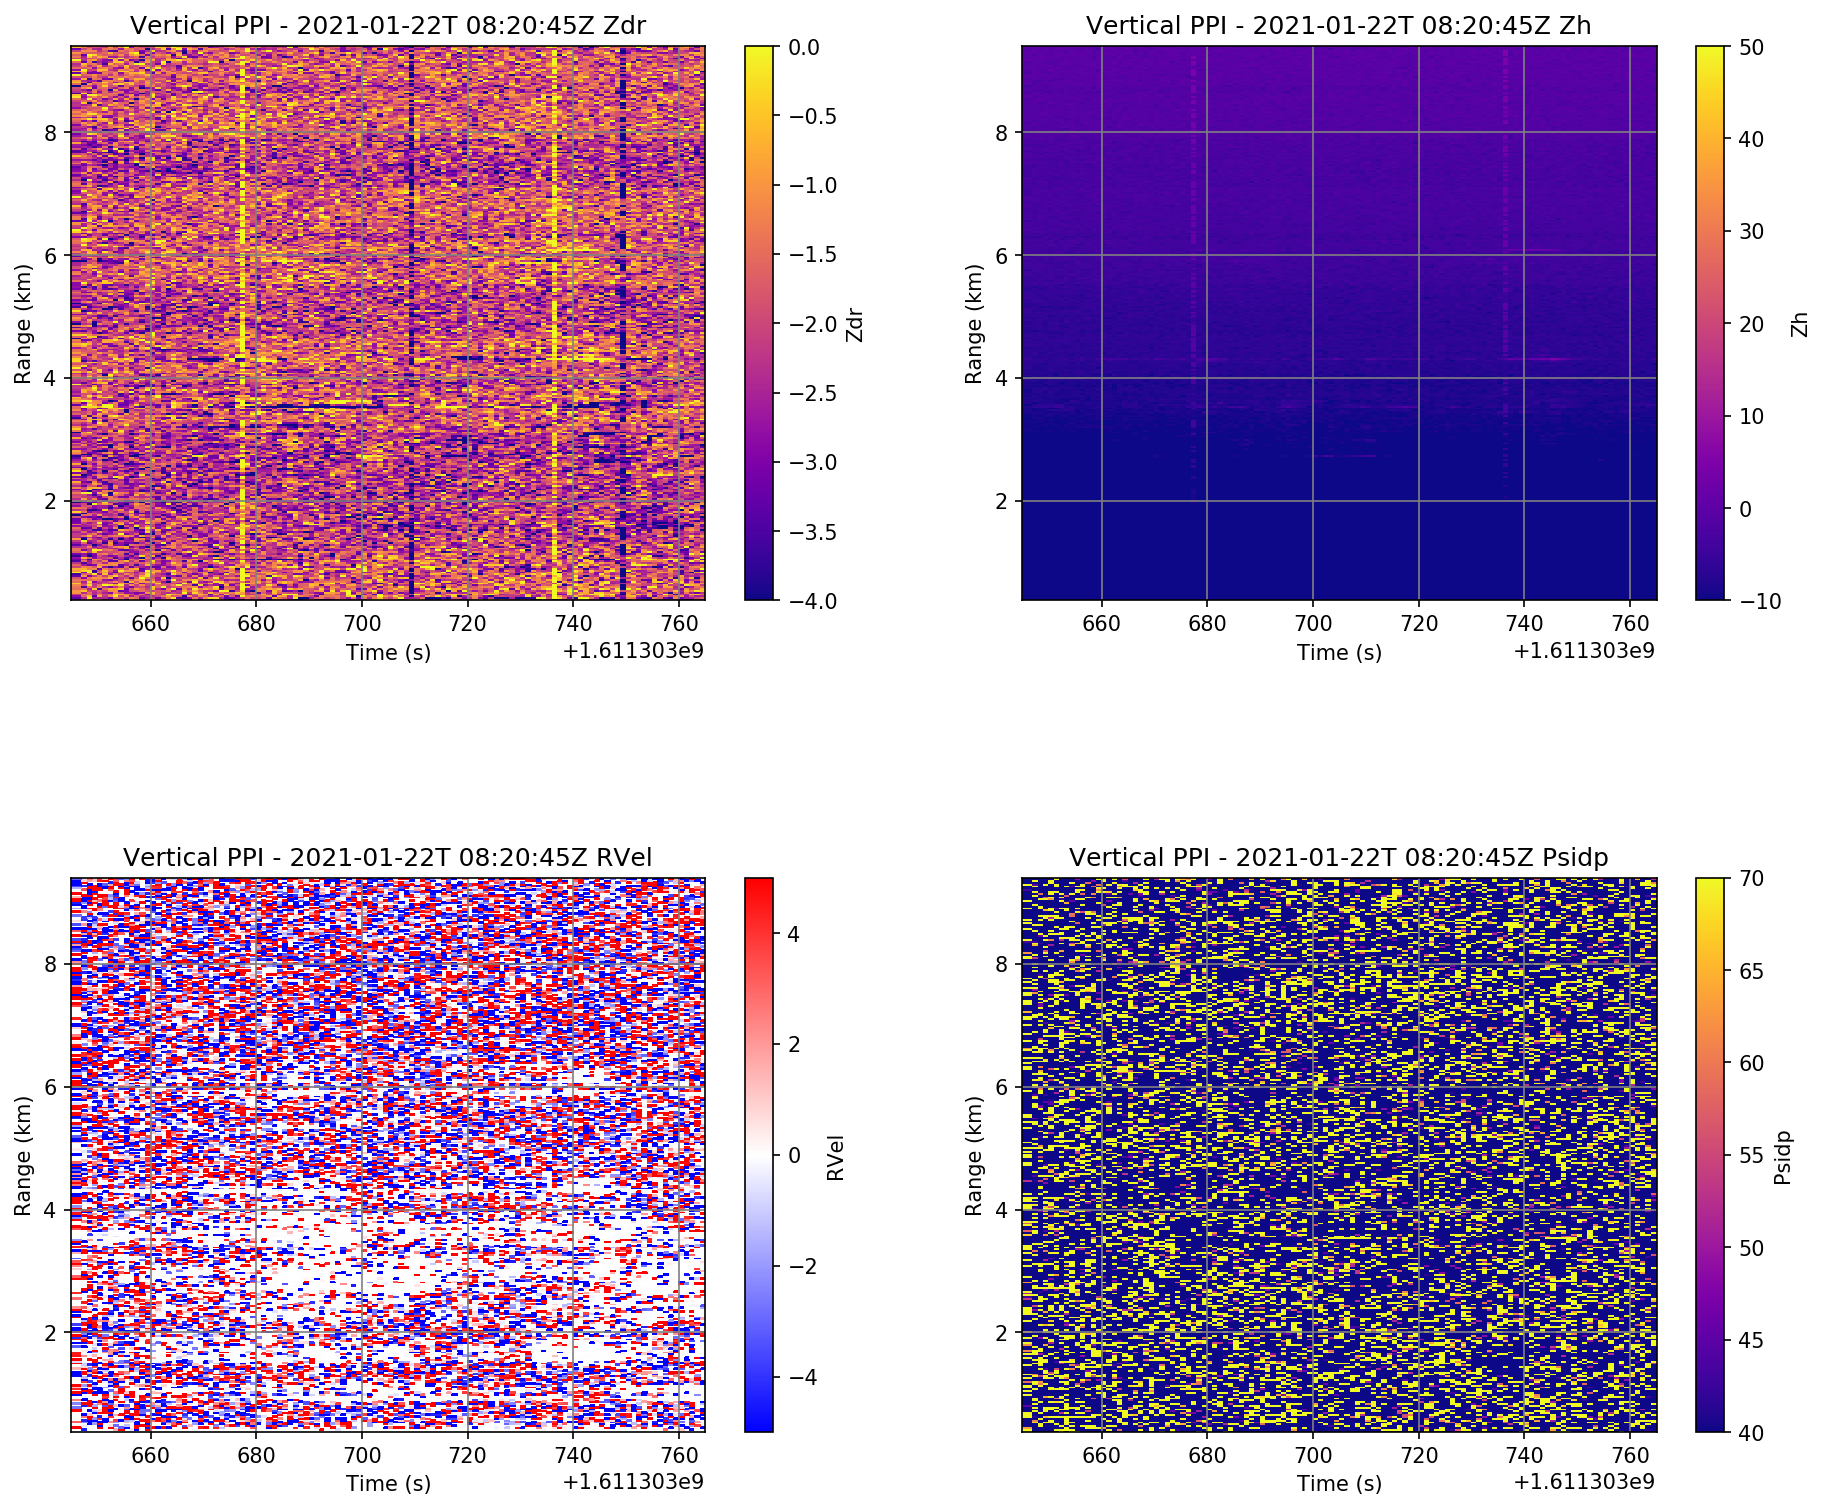 Vertical PPI - 2021-01-22T 08:20:45Z Zdr
8
6
4
2
Range (km)
660 680 700 720 740 760
Time (s)
+1.611303e9
0.0
−0.5
−1.0
−1.5
−2.0
−2.5
−3.0
−3.5
−4.0
Zdr
Vertical PPI - 2021-01-22T 08:20:45Z Zh
8
6
4
2
Range (km)
660 680 700 720 740 760
Time (s)
+1.611303e9
50
40
30
20
10
0
−10
Zh
Vertical PPI - 2021-01-22T 08:20:45Z RVel
8
6
4
2
Range (km)
660 680 700 720 740 760
Time (s)
+1.611303e9
4
2
0
−2
−4
RVel
Vertical PPI - 2021-01-22T 08:20:45Z Psidp
8
6
4
2
Range (km)
660 680 700 720 740 760
Time (s)
+1.611303e9
70
65
60
55
50
45
40
Psidp